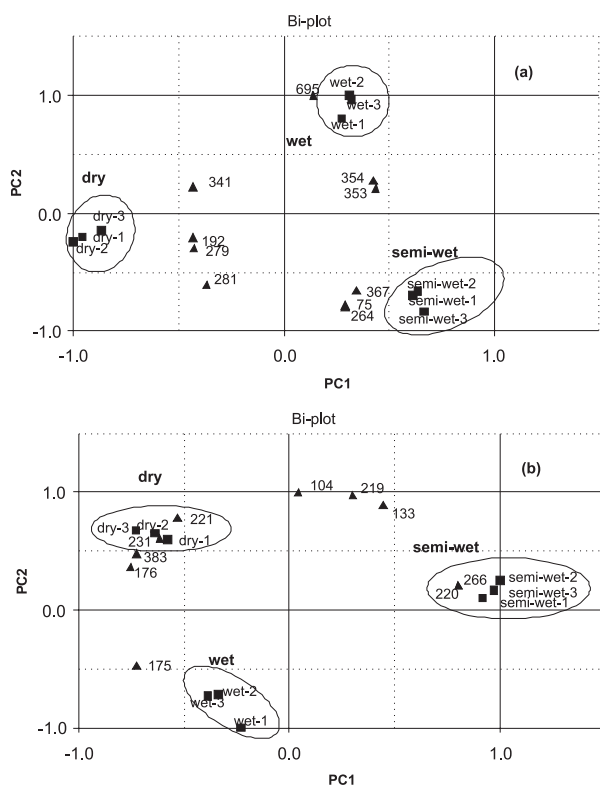 Bi-plot
(a)
1.0
695
wet-2
wet-3
wet-1
wet
dry
341
354
353
PC2
0.0
dry-3
dry-1
dry-2
192
279
281
semi-wet
367
75
264
semi-wet-2
semi-wet-1
semi-wet-3
-1.0
-1.0
0.0
1.0
PC1
Bi-plot
(b)
dry
1.0
104
219
133
221
dry-3
dry-2
231
dry-1
383
176
semi-wet
PC2
266
220
semi-wet-2
semi-wet-3
semi-wet-1
0.0
175
wet
wet-2
wet-3
wet-1
-1.0
-1.0
0.0
1.0
PC1